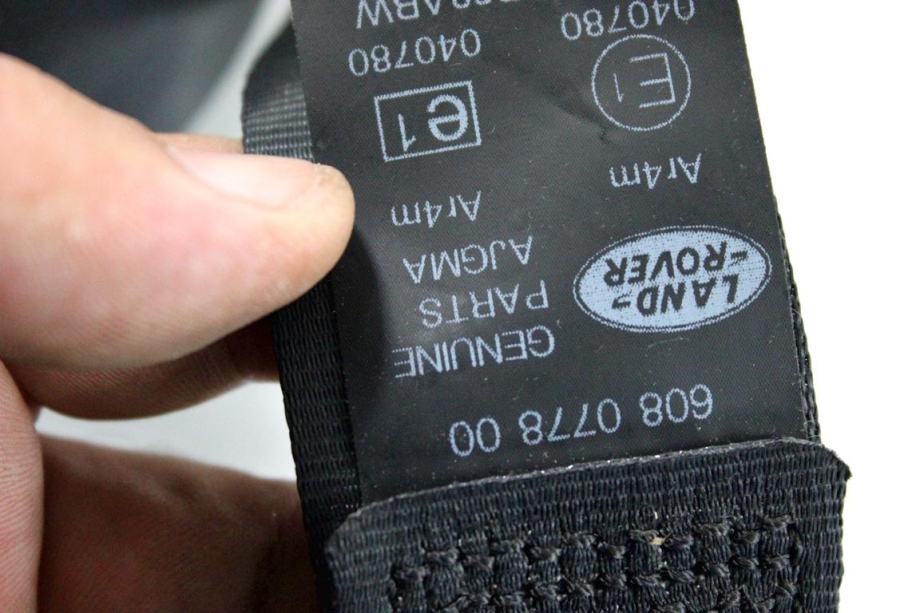 608 0778 00
LAND-
-ROVER
GENUINE
PARTS
AJGMA
Ar4m
Ar4m
E1
e1
040780
040780